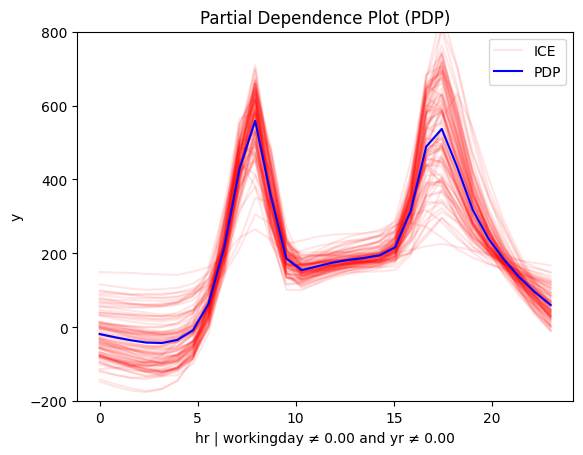 Partial Dependence Plot (PDP)
ICE
PDP
800
600
400
200
0
−200
y
0
5
10
15
20
hr | workingday ≠ 0.00 and yr ≠ 0.00